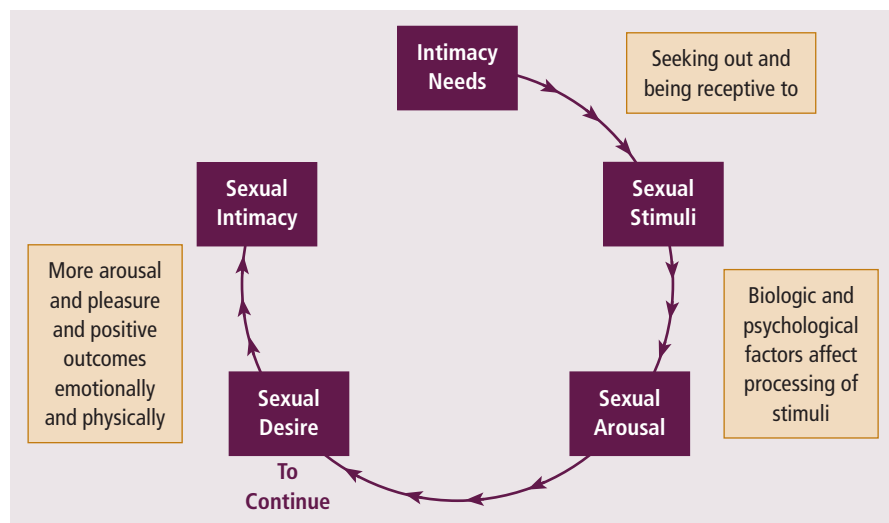 Intimacy
Needs
Seeking out and
being receptive to
Sexual
Stimuli
Biologic and
psychological
factors affect
processing of
stimuli
Sexual
Arousal
Sexual
Desire
To
Continue
More arousal
and pleasure
and positive
outcomes
emotionally
and physically
Sexual
Intimacy